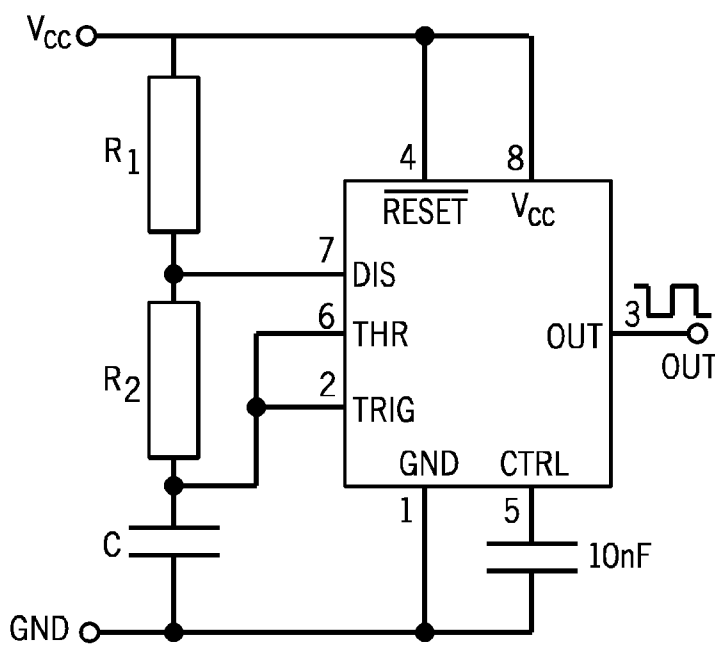 VCC
R1
4
8
RESET
VCC
7
DIS
6
THR
3
OUT
OUT
R2
2
TRIG
GND
CTRL
1
5
C
10nF
GND